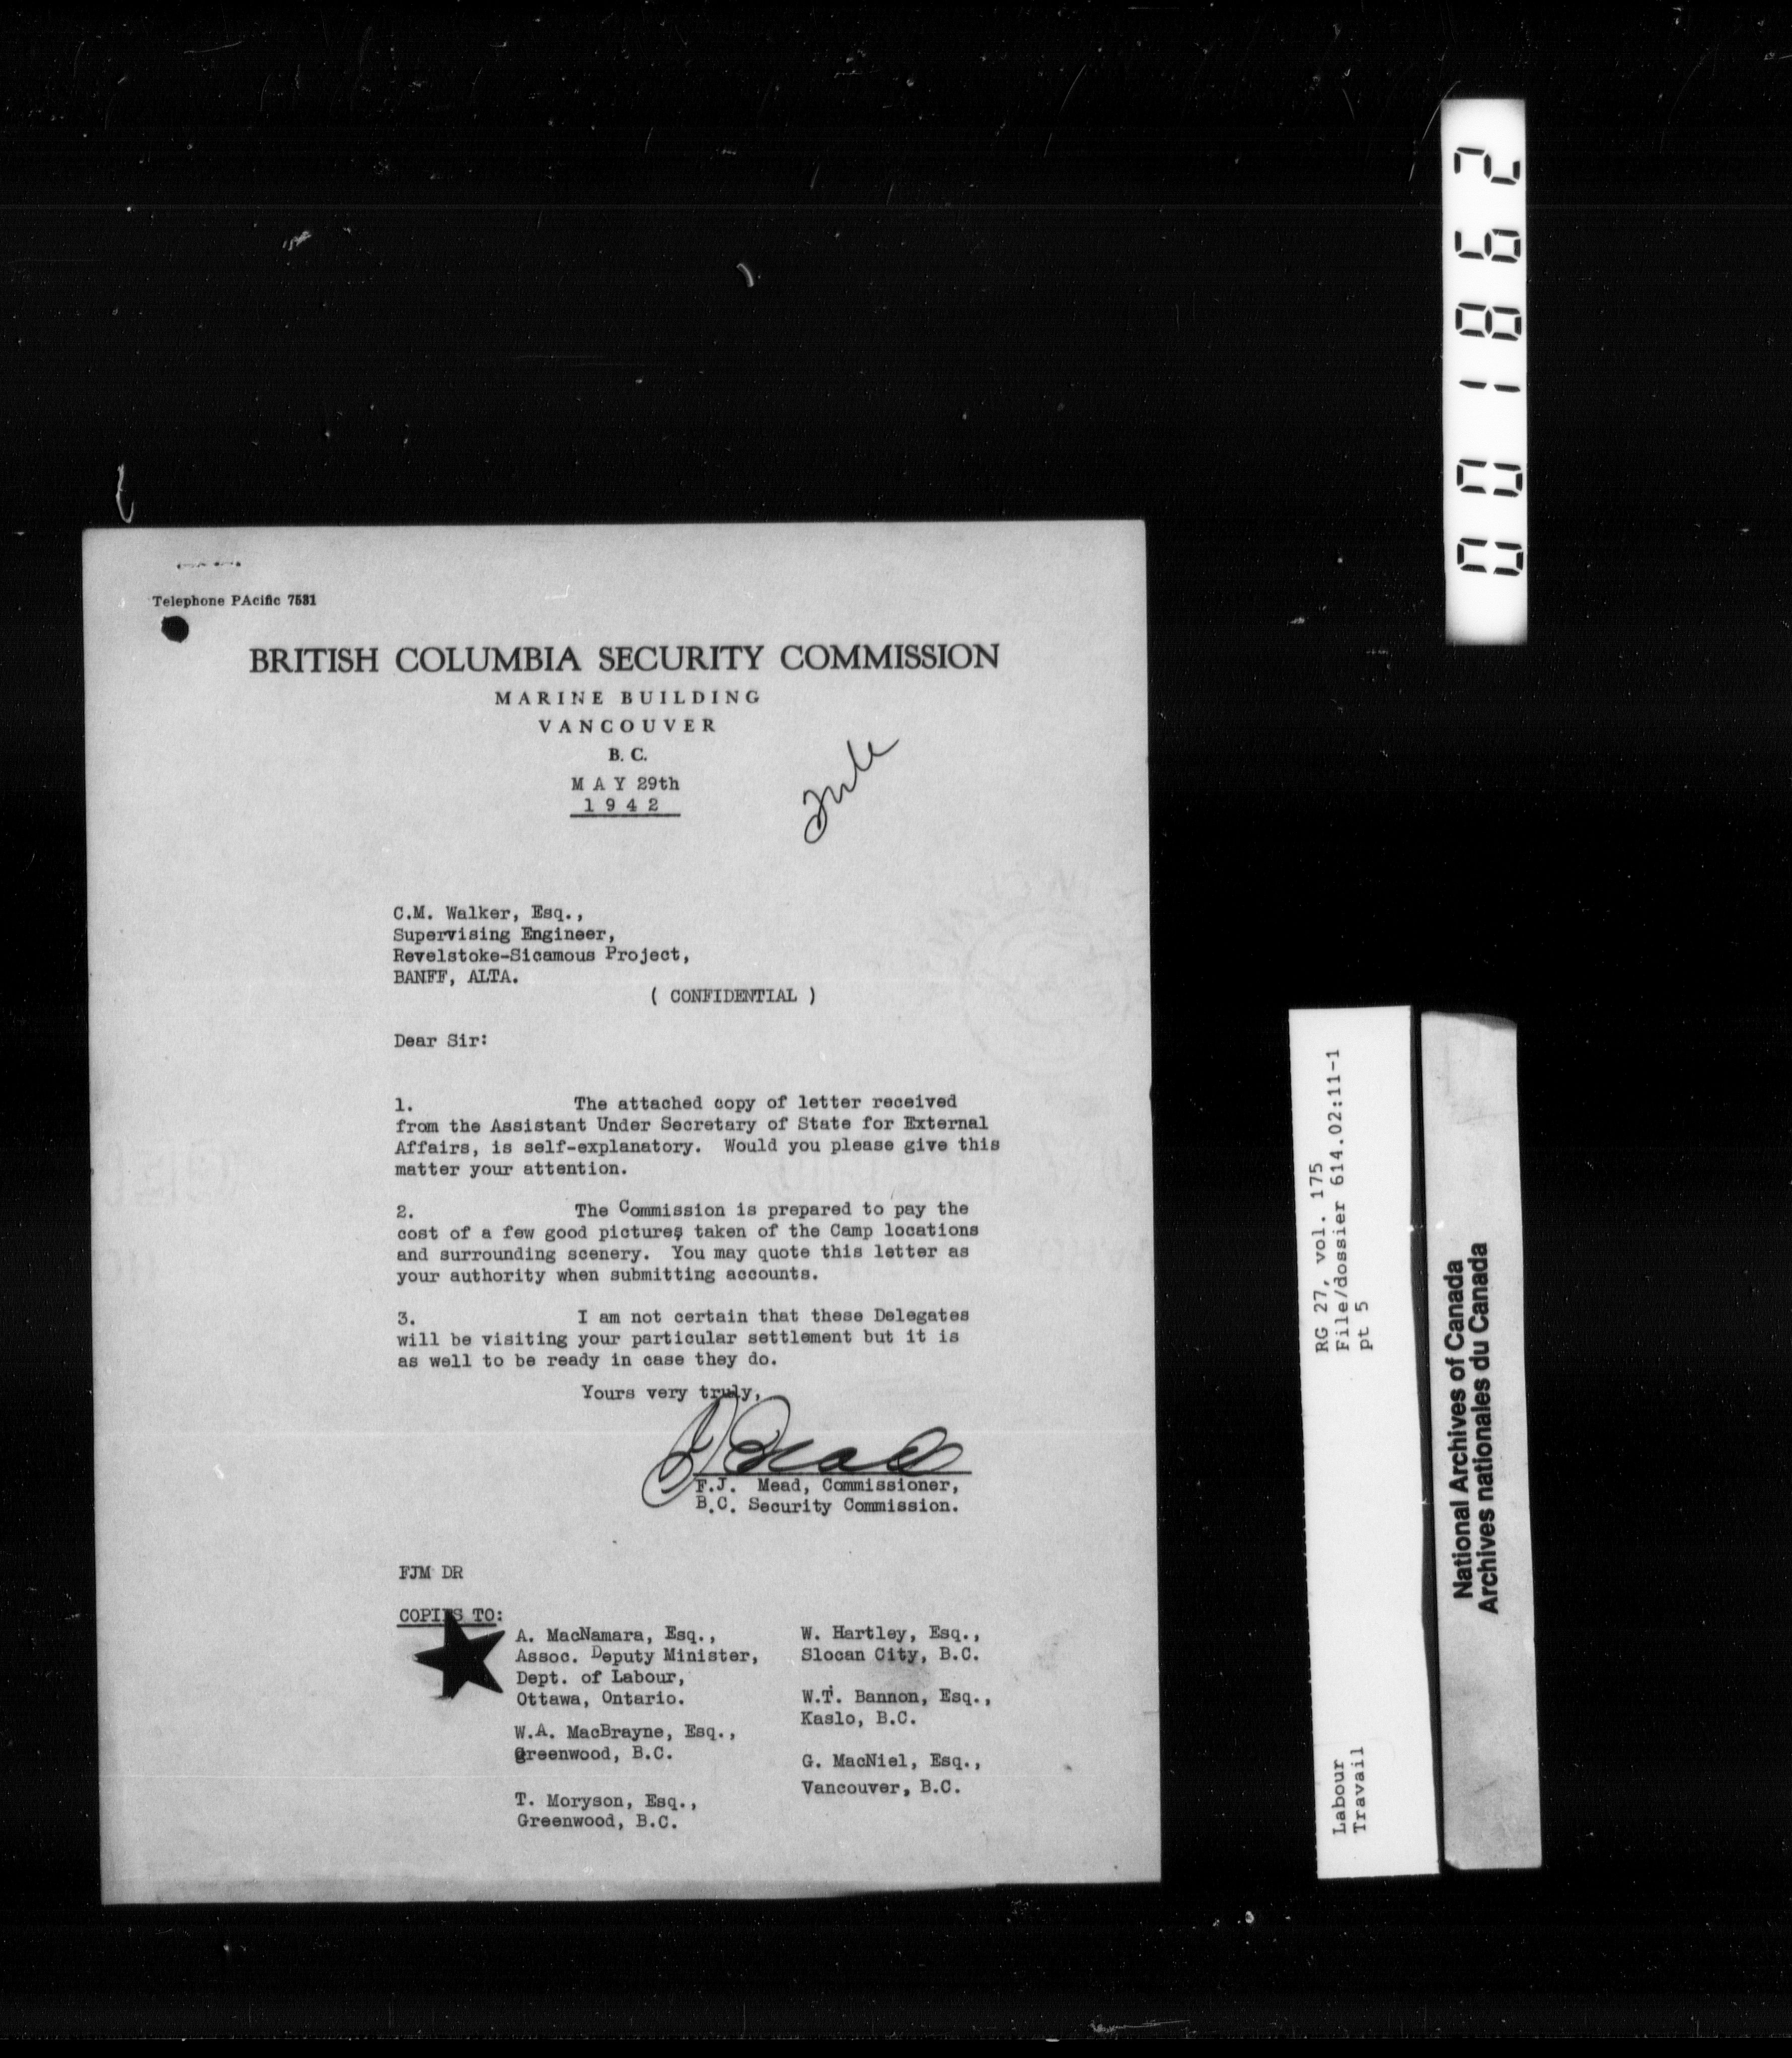 Telephone PAcific 7531
BRITISH COLUMBIA SECURITY COMMISSION
MARINE BUILDING
VANCOUVER
B. C.
MAY 29th
1942
C.M. Walker, Esq.,
Supervising Engineer,
Revelstoke-Sicamous Project,
BANFF, ALTA.
( CONFIDENTIAL )
Dear Sir:
1. The attached copy of letter received
from the Assistant Under Secretary of State for External
Affairs, is self-explanatory. Would you please give this
matter your attention.
2. The Commission is prepared to pay the
cost of a few good pictures taken of the Camp locations
and surrounding scenery. You may quote this letter as
your authority when submitting accounts.
3. I am not certain that these Delegates
will be visiting your particular settlement but it is
as well to be ready in case they do.
Yours very truly,
F.J. Mead, Commissioner,
B.C. Security Commission.
FJM DR
COPIES TO:
A. MacNamara, Esq.,
Assoc. Deputy Minister,
Dept. of Labour,
Ottawa, Ontario.
W.A. MacBrayne, Esq.,
Greenwood, B.C.
T. Moryson, Esq.,
Greenwood, B.C.
W. Hartley, Esq.,
Slocan City, B.C.
W.T. Bannon, Esq.,
Kaslo, B.C.
G. MacNiel, Esq.,
Vancouver, B.C.
001862
RG 27, vol. 175
File/dossier 614.02:11-1
pt 5
Labour
Travail
National Archives of Canada
Archives nationales du Canada